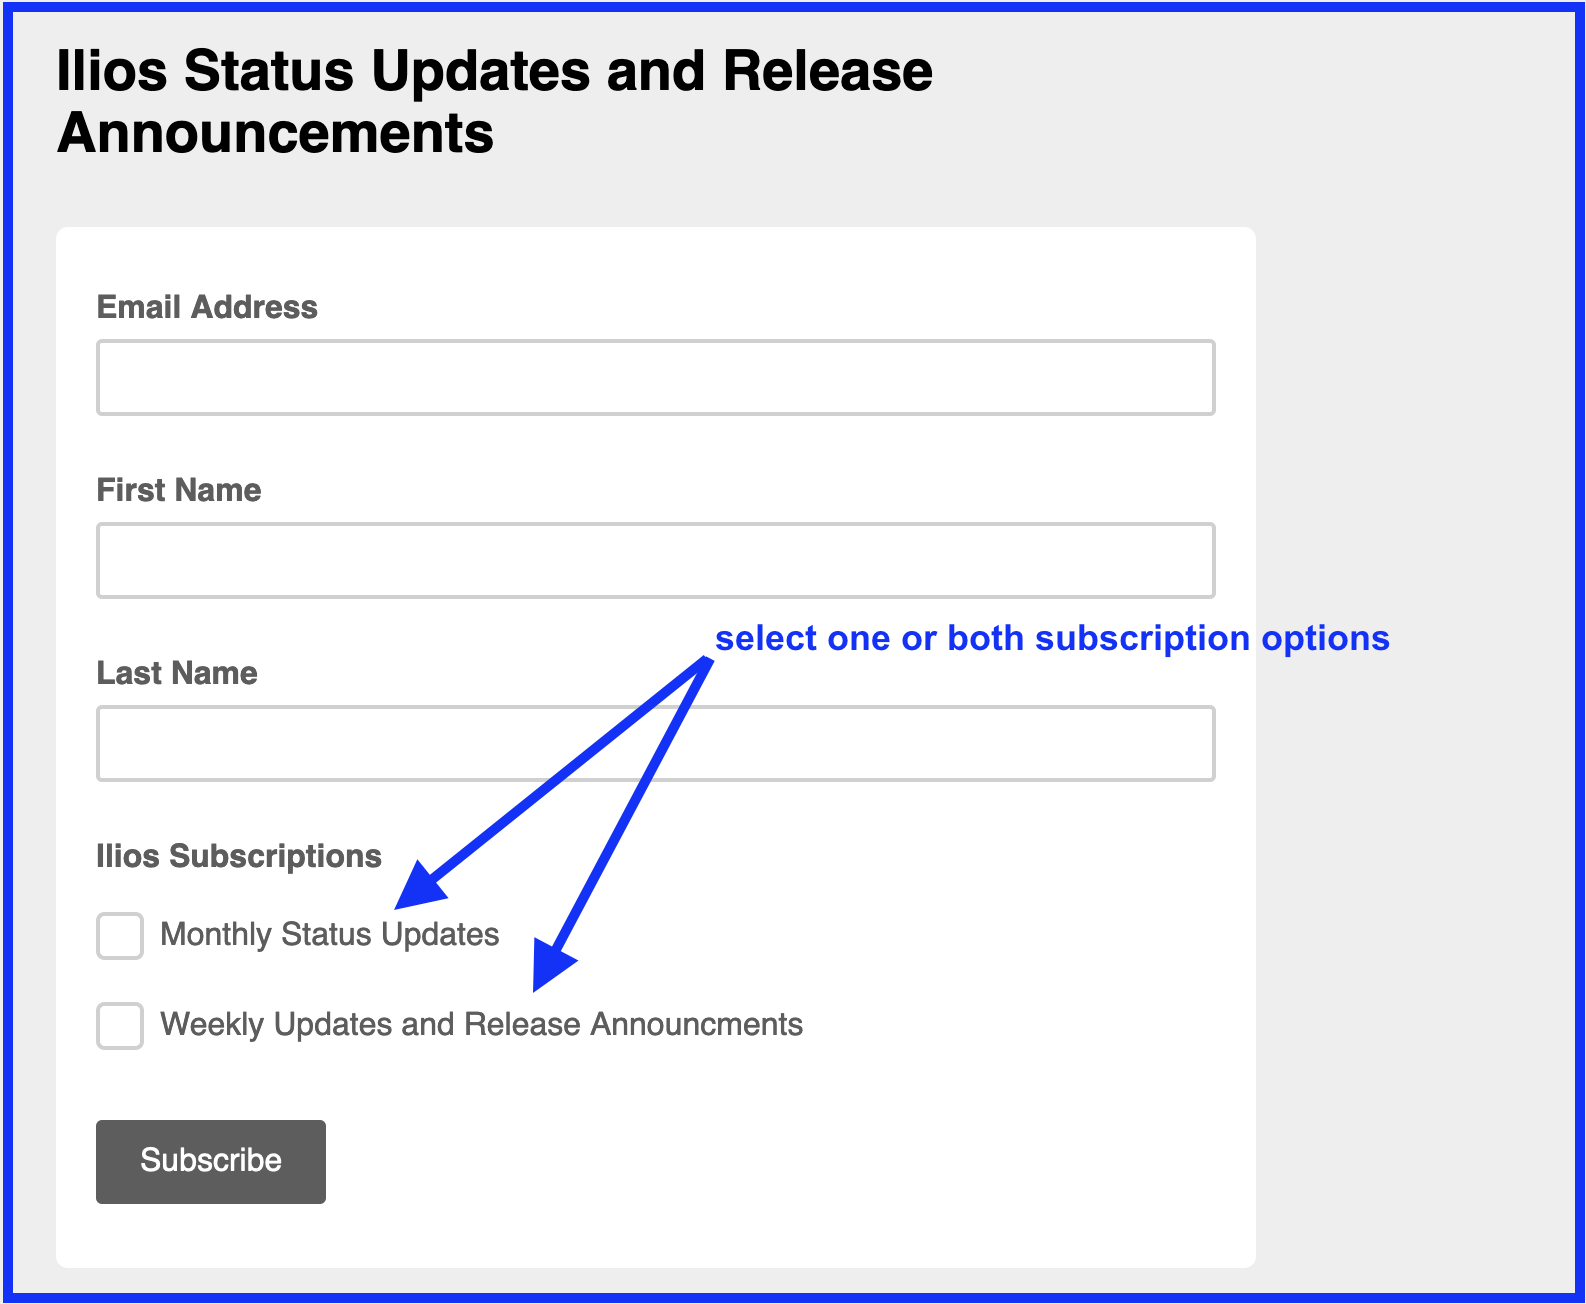 Ilios Status Updates and Release
Announcements
Email Address
First Name
select one or both subscription options
Last Name
Ilios Subscriptions
Monthly Status Updates
Weekly Updates and Release Announcments
Subscribe